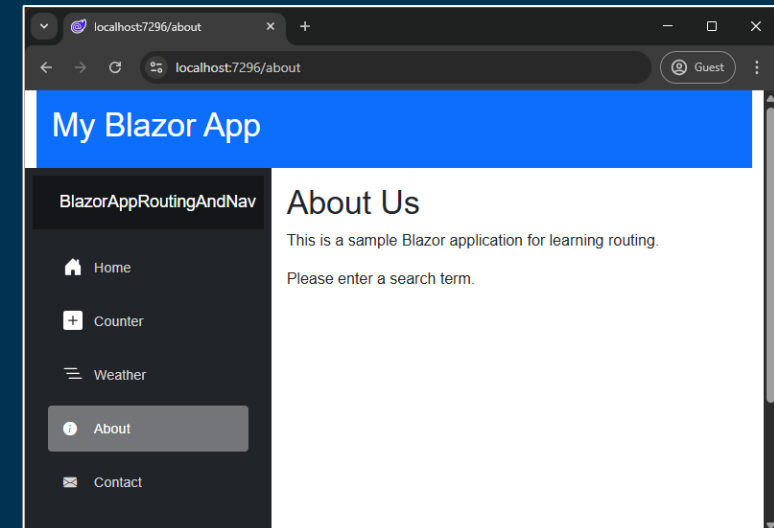 localhost:7296/about
localhost:7296/about
Guest
My Blazor App
BlazorAppRoutingAndNav
Home
Counter
Weather
About
Contact
About Us
This is a sample Blazor application for learning routing.
Please enter a search term.